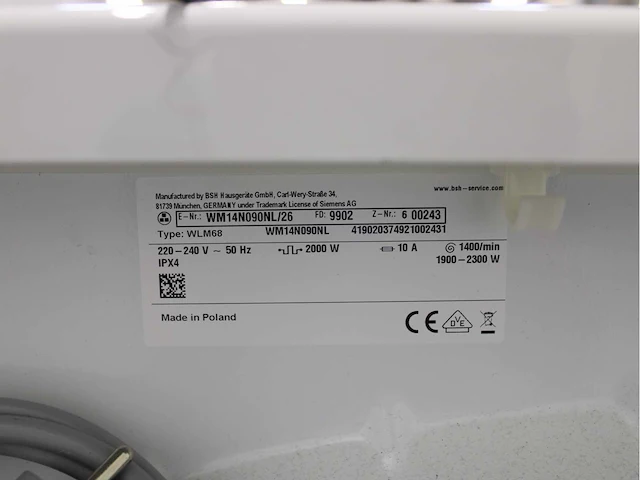 Manufactured by BSH Hausgeräte GmbH, Carl-Wery-Straße 34,
81739 München, GERMANY under Trademark License of Siemens AG
www.bsh-service.com
E-Nr.: WM14N090NL/26 FD: 9902 Z-Nr.: 6 00243
Type: WLM68 WM14N090NL 419020374921002431
220-240 V ~ 50 Hz 2000 W 10 A 1400/min
IPX4 1900-2300 W
Made in Poland
CE DVE